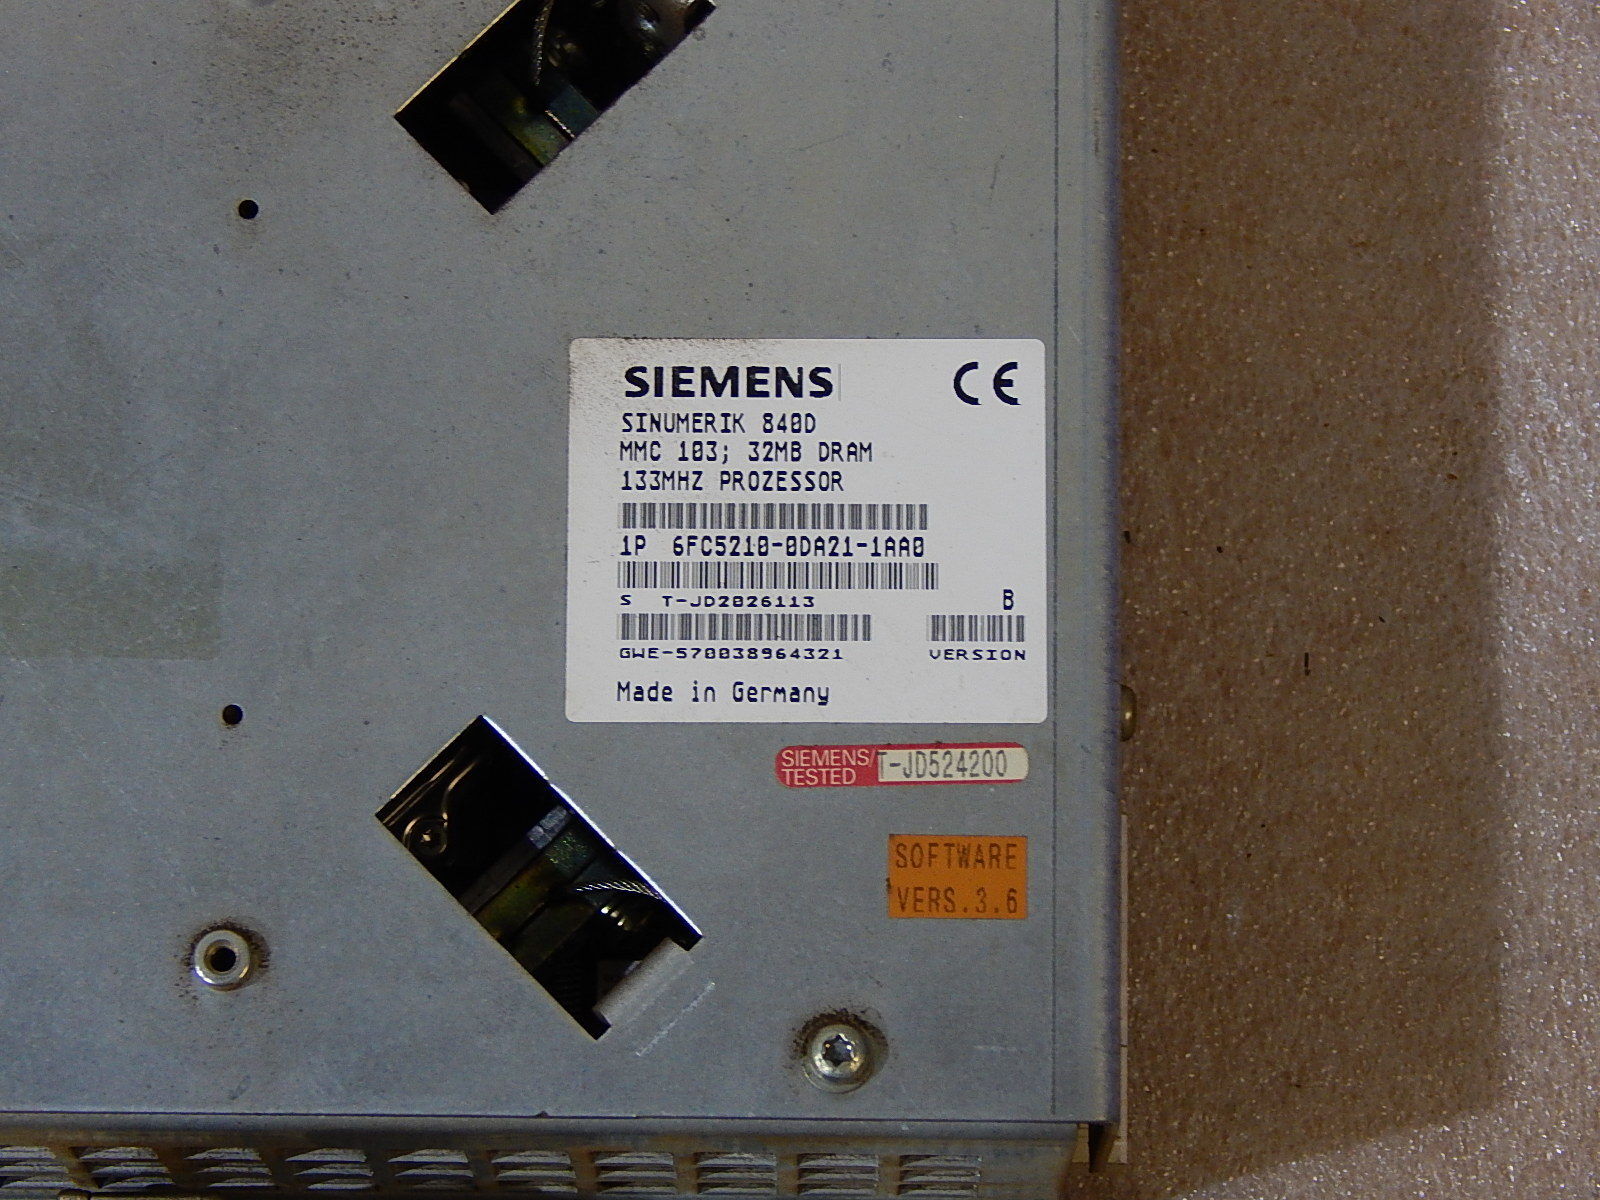 SIEMENS CE
SINUMERIK 840D
MMC 103; 32MB DRAM
133MHZ PROZESSOR
1P 6FC5210-0DA21-1AA0
S T-JD2026113 B
GWE-570038964321 VERSION
Made in Germany
SIEMENS/ T-JD524200
TESTED
SOFTWARE
VERS.3.6